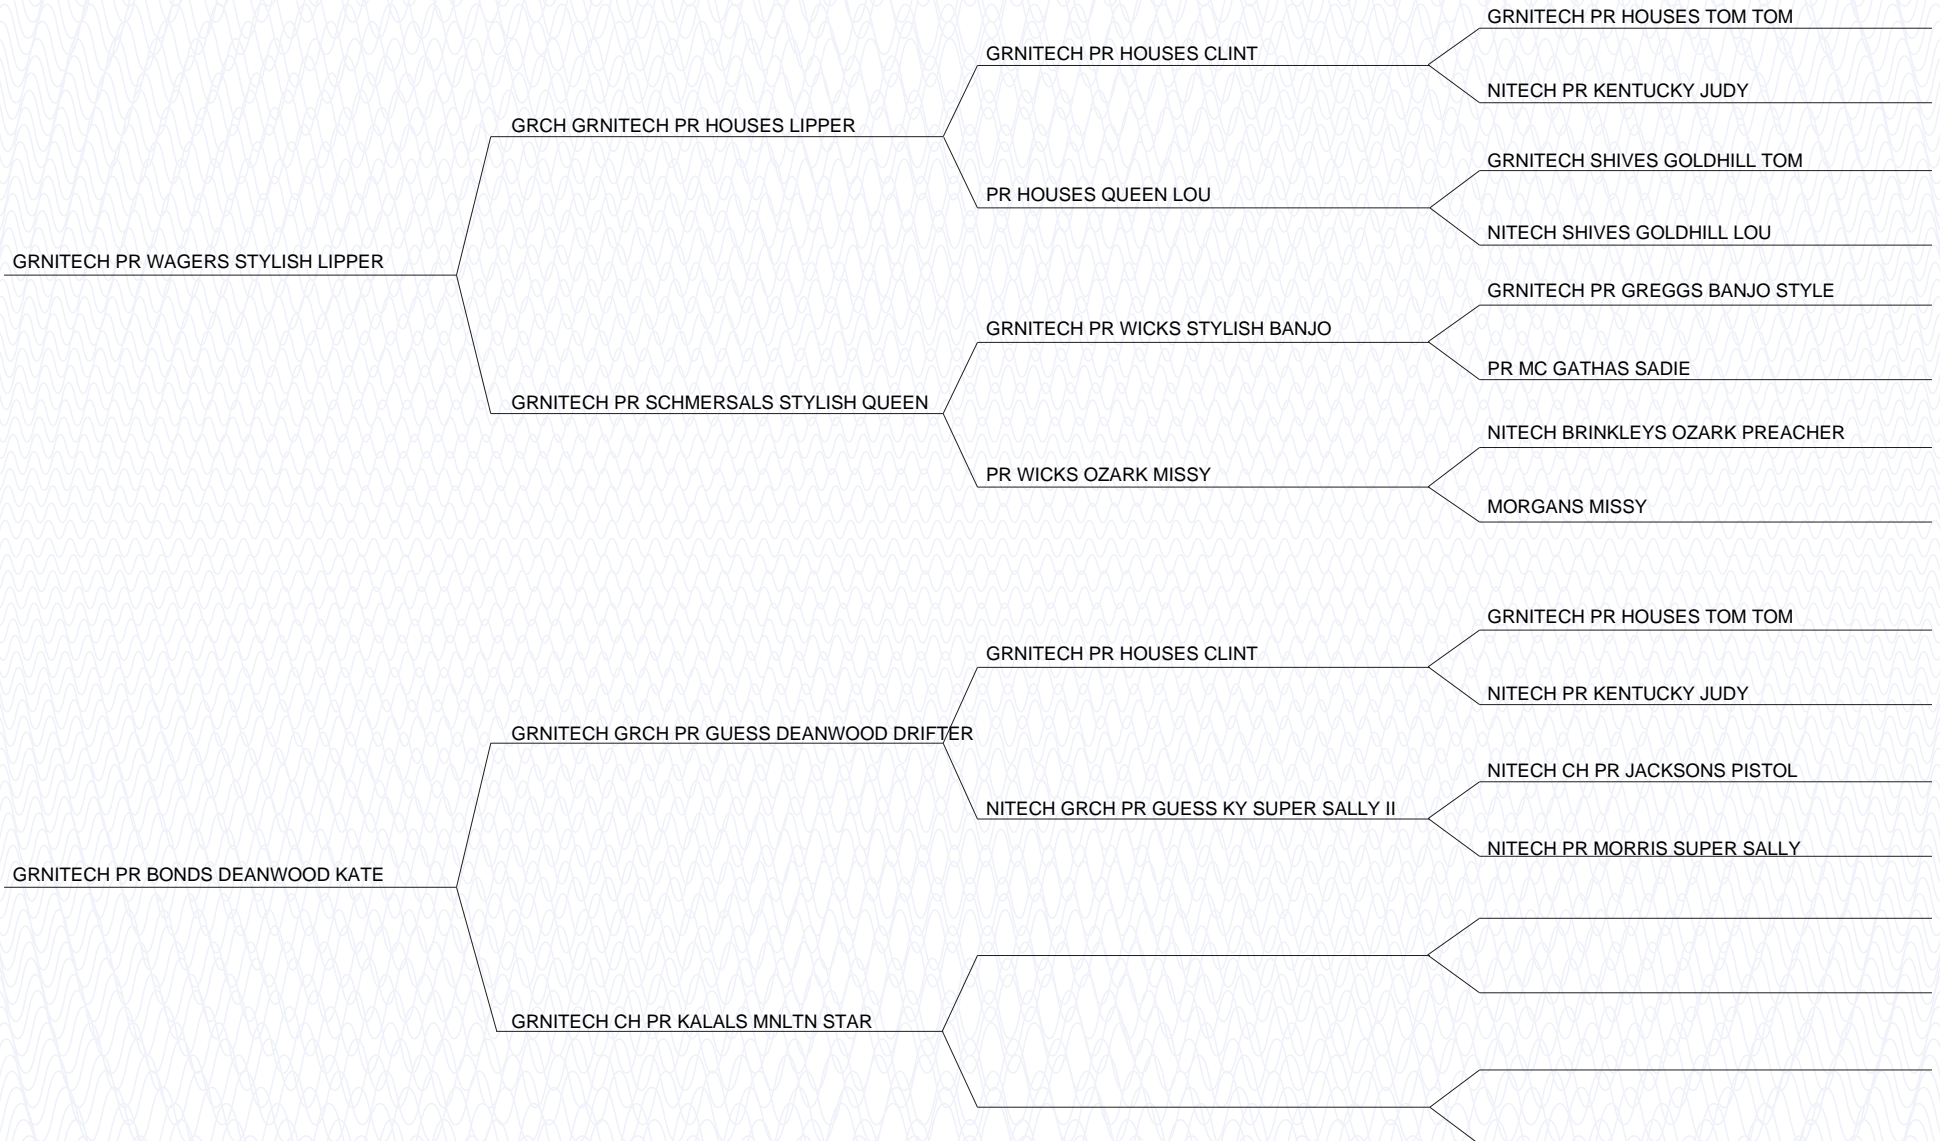 GRNITECH PR HOUSES TOM TOM
GRNITECH PR HOUSES CLINT
NITECH PR KENTUCKY JUDY
GRCH GRNITECH PR HOUSES LIPPER
GRNITECH SHIVES GOLDHILL TOM
PR HOUSES QUEEN LOU
NITECH SHIVES GOLDHILL LOU
GRNITECH PR WAGERS STYLISH LIPPER
GRNITECH PR GREGGS BANJO STYLE
GRNITECH PR WICKS STYLISH BANJO
PR MC GATHAS SADIE
GRNITECH PR SCHMERSALS STYLISH QUEEN
NITECH BRINKLEYS OZARK PREACHER
PR WICKS OZARK MISSY
MORGANS MISSY
GRNITECH PR HOUSES TOM TOM
GRNITECH PR HOUSES CLINT
NITECH PR KENTUCKY JUDY
GRNITECH GRCH PR GUESS DEANWOOD DRIFTER
NITECH CH PR JACKSONS PISTOL
NITECH GRCH PR GUESS KY SUPER SALLY II
NITECH PR MORRIS SUPER SALLY
GRNITECH PR BONDS DEANWOOD KATE
GRNITECH CH PR KALALS MNLTN STAR